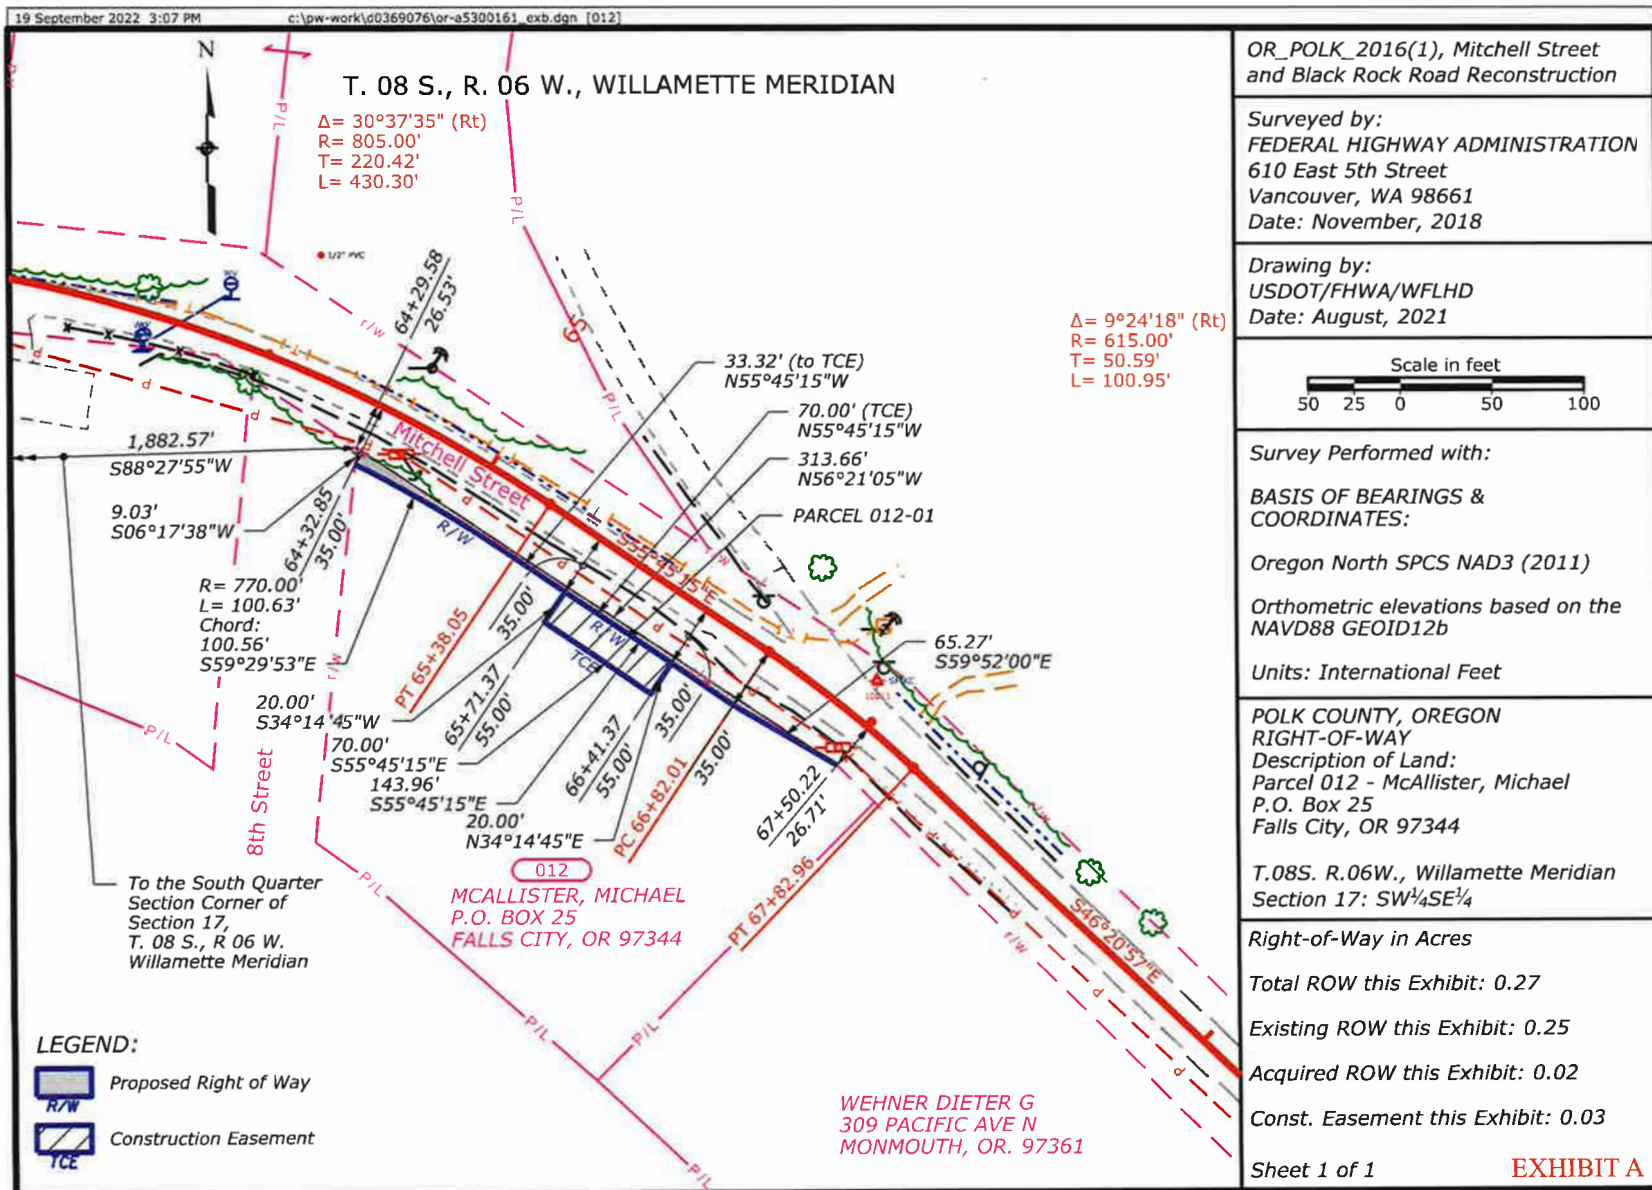 19 September 2022 3:07 PM
c:\pw-work\d0369076\or-a5300161_exb.dgn [012]
N
T. 08 S., R. 06 W., WILLAMETTE MERIDIAN
Δ= 30°37'35" (Rt)
R= 805.00'
T= 220.42'
L= 430.30'
1/2" PVC
P/L
P/L
P/L
r/w
64+29.58
26.53'
59
P/L
33.32' (to TCE)
N55°45'15"W
70.00' (TCE)
N55°45'15"W
313.66'
N56°21'05"W
PARCEL 012-01
Δ= 9°24'18" (Rt)
R= 615.00'
T= 50.59'
L= 100.95'
1,882.57'
S88°27'55"W
9.03'
S06°17'38"W
64+32.85
35.00'
Mitchell Street
R/W
S55°45'15"E
R= 770.00'
L= 100.63'
Chord:
100.56'
S59°29'53"E
r/w
r/w
PT 65+38.05
35.00'
R/W
TCE
65+71.37
55.00'
66+41.37
55.00'
35.00'
PC 66+82.01
35.00'
65.27'
S59°52'00"E
67+50.22
26.71'
PT 67+82.96
20.00'
S34°14'45"W
70.00'
S55°45'15"E
143.96'
S55°45'15"E
20.00'
N34°14'45"E
P/L
8th Street
012
MCALLISTER, MICHAEL
P.O. BOX 25
FALLS CITY, OR 97344
To the South Quarter
Section Corner of
Section 17,
T. 08 S., R 06 W.
Willamette Meridian
P/L
P/L
P/L
P/L
r/w
r/w
S46°20'57"E
WEHNER DIETER G
309 PACIFIC AVE N
MONMOUTH, OR. 97361
LEGEND:
Proposed Right of Way
R/W
Construction Easement
TCE
OR_POLK_2016(1), Mitchell Street
and Black Rock Road Reconstruction
Surveyed by:
FEDERAL HIGHWAY ADMINISTRATION
610 East 5th Street
Vancouver, WA 98661
Date: November, 2018
Drawing by:
USDOT/FHWA/WFLHD
Date: August, 2021
Scale in feet
50 25 0 50 100
Survey Performed with:
BASIS OF BEARINGS &
COORDINATES:
Oregon North SPCS NAD3 (2011)
Orthometric elevations based on the
NAVD88 GEOID12b
Units: International Feet
POLK COUNTY, OREGON
RIGHT-OF-WAY
Description of Land:
Parcel 012 - McAllister, Michael
P.O. Box 25
Falls City, OR 97344
T.08S. R.06W., Willamette Meridian
Section 17: SW¼SE¼
Right-of-Way in Acres
Total ROW this Exhibit: 0.27
Existing ROW this Exhibit: 0.25
Acquired ROW this Exhibit: 0.02
Const. Easement this Exhibit: 0.03
Sheet 1 of 1
EXHIBIT A